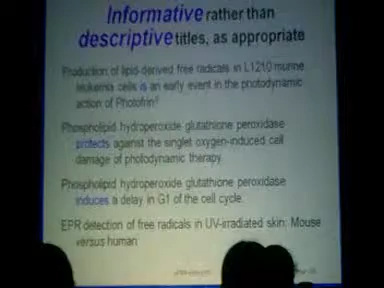 Informative rather than
descriptive titles, as appropriate
Production of lipid-derived free radicals in L1210 murine
leukemia cells is an early event in the photodynamic
action of Photofrin®
Phospholipid hydroperoxide glutathione peroxidase
protects against the singlet oxygen-induced cell
damage of photodynamic therapy.
Phospholipid hydroperoxide glutathione peroxidase
induces a delay in G1 of the cell cycle.
EPR detection of free radicals in UV-irradiated skin: Mouse
versus human